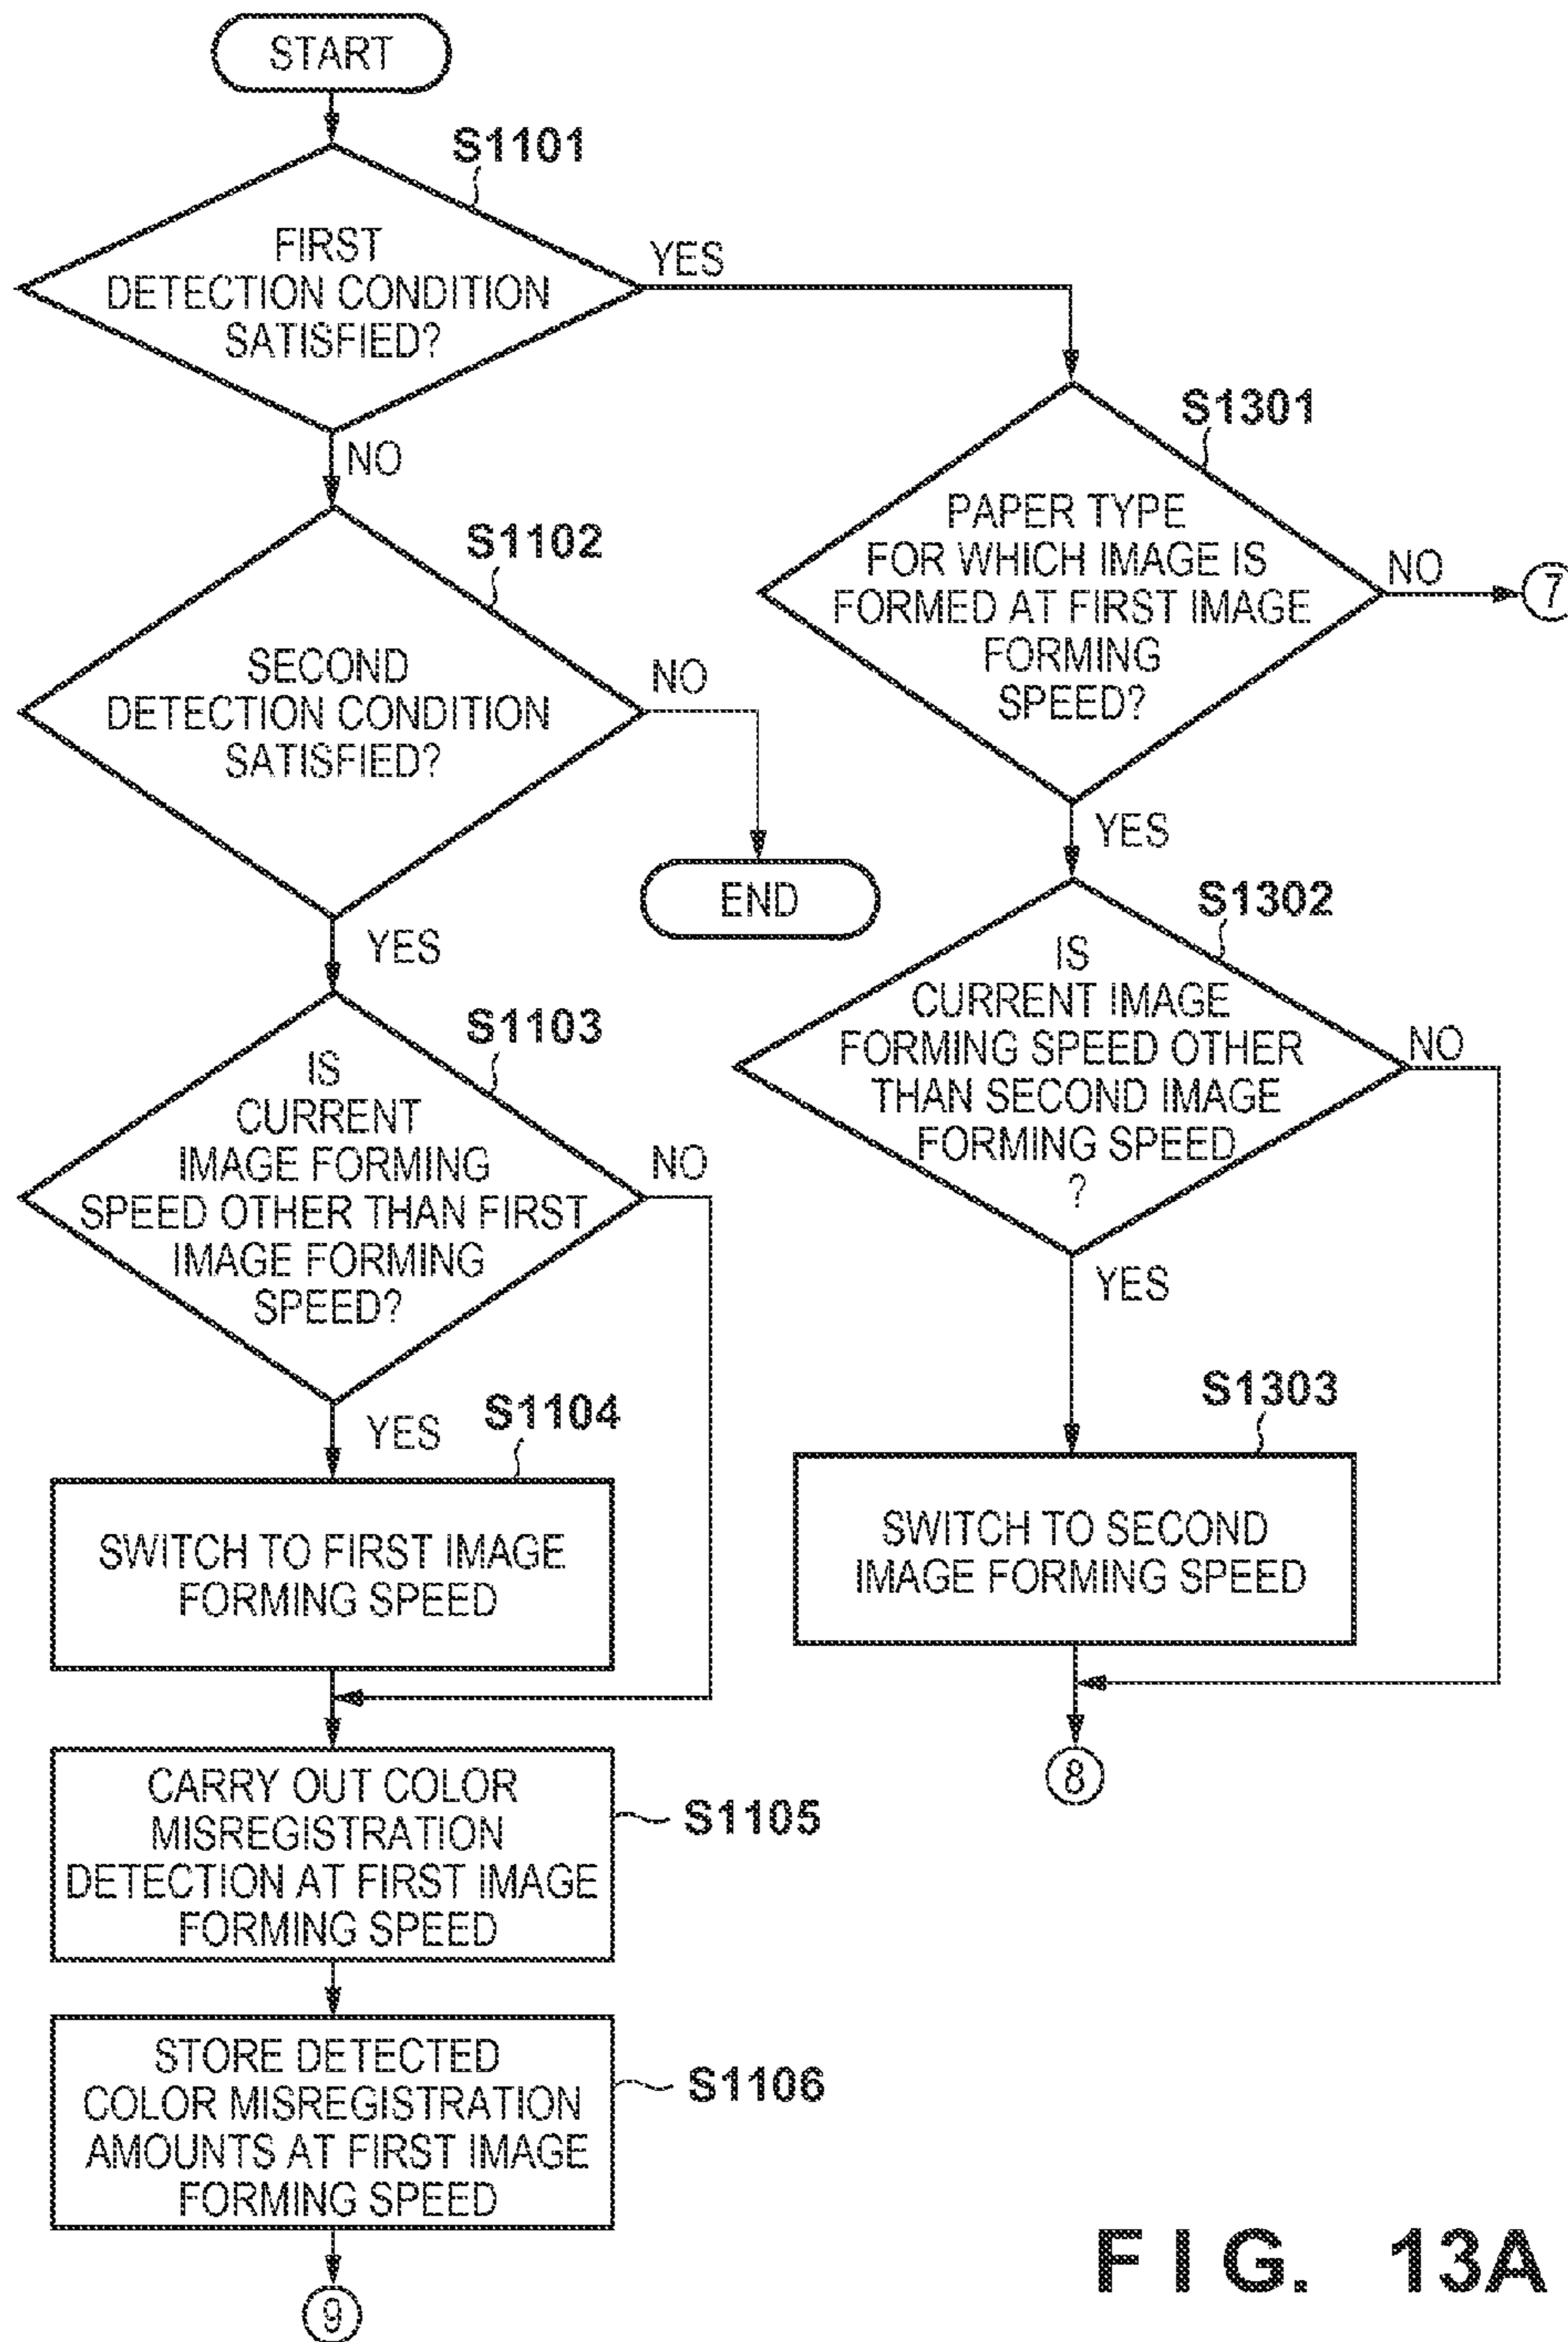 START
S1101
FIRST
DETECTION CONDITION
SATISFIED?
YES
NO
S1102
SECOND
DETECTION CONDITION
SATISFIED?
NO
END
YES
S1103
IS
CURRENT
IMAGE FORMING
SPEED OTHER THAN FIRST
IMAGE FORMING
SPEED?
NO
YES
S1104
SWITCH TO FIRST IMAGE
FORMING SPEED
CARRY OUT COLOR
MISREGISTRATION
DETECTION AT FIRST IMAGE
FORMING SPEED
S1105
STORE DETECTED
COLOR MISREGISTRATION
AMOUNTS AT FIRST IMAGE
FORMING SPEED
S1106
9
S1301
PAPER TYPE
FOR WHICH IMAGE IS
FORMED AT FIRST IMAGE
FORMING
SPEED?
NO
7
YES
S1302
IS
CURRENT IMAGE
FORMING SPEED OTHER
THAN SECOND IMAGE
FORMING SPEED
?
NO
YES
S1303
SWITCH TO SECOND
IMAGE FORMING SPEED
8
FIG. 13A